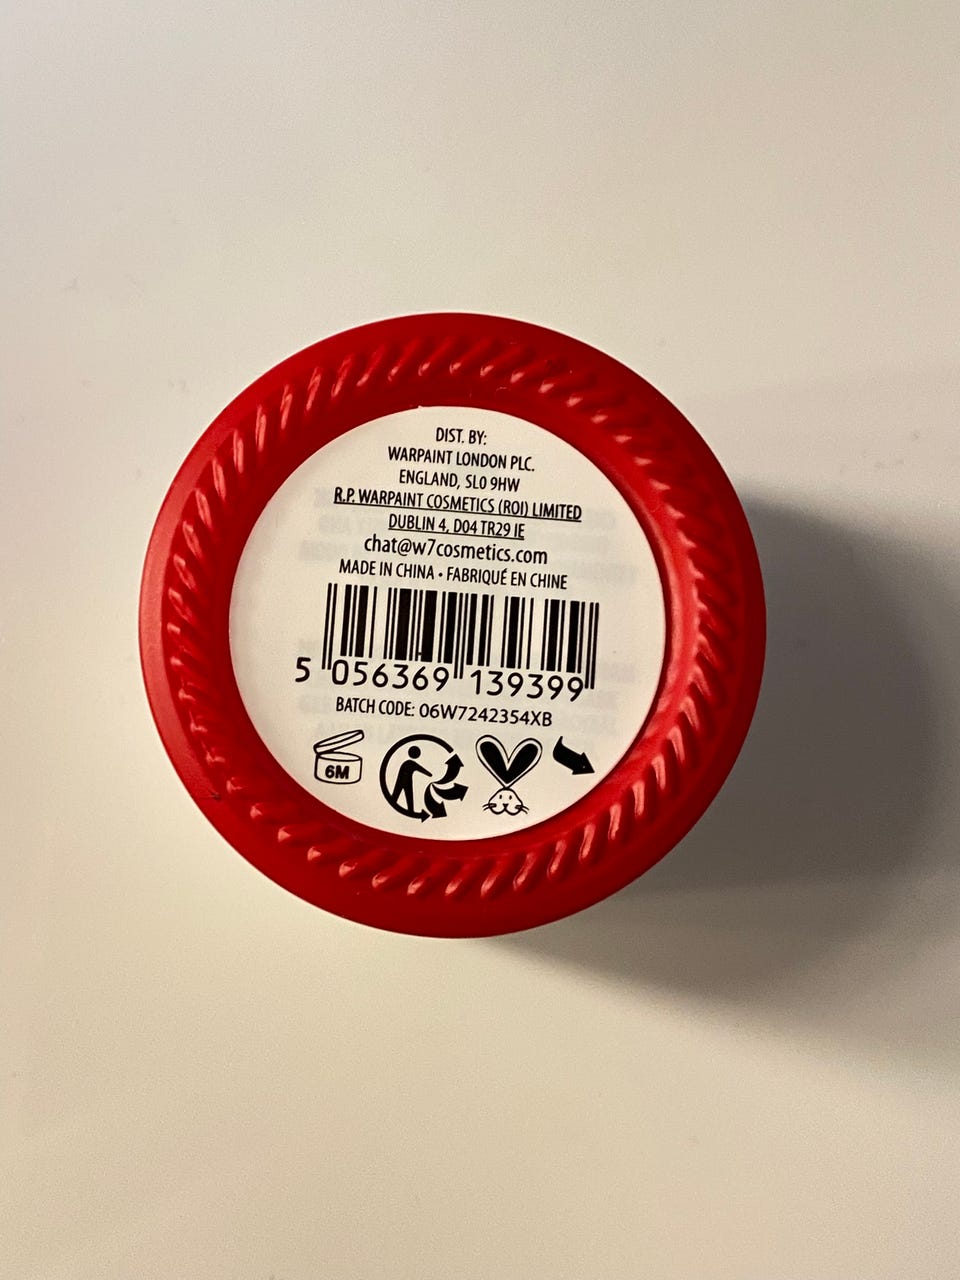 DIST. BY:
WARPAINT LONDON PLC.
ENGLAND, SL0 9HW
R.P. WARPAINT COSMETICS (ROI) LIMITED
DUBLIN 4, D04 TR29 IE
chat@w7cosmetics.com
MADE IN CHINA • FABRIQUÉ EN CHINE
5 056369 139399
BATCH CODE: 06W7242354XB
6M